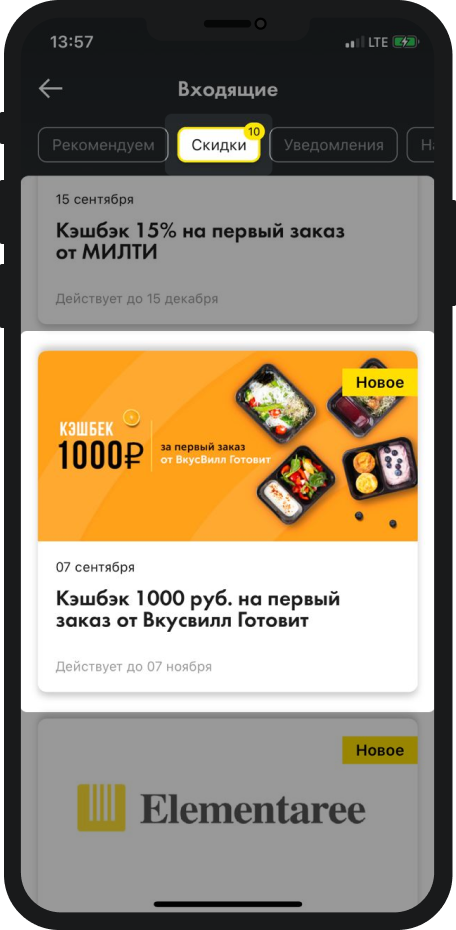 13:57
LTE
Входящие
10
Рекомендуем
Скидки
Уведомления
На
15 сентября
Кэшбэк 15% на первый заказ
от МИЛТИ
Действует до 15 декабря
Новое
КЭШБЕК
1000₽
за первый заказ
от ВкусВилл Готовит
07 сентября
Кэшбэк 1000 руб. на первый
заказ от Вкусвилл Готовит
Действует до 07 ноября
Новое
Elementaree